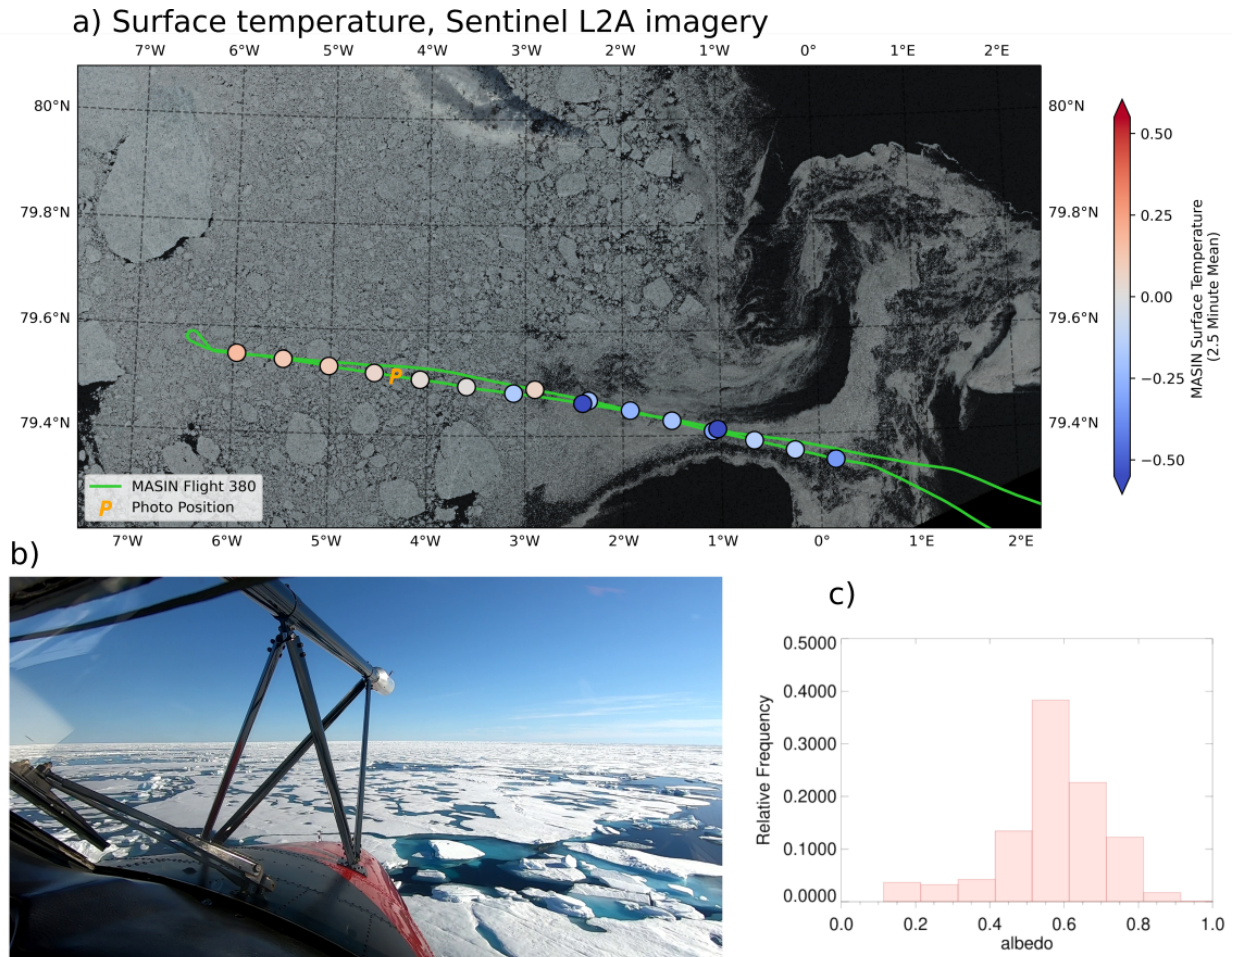 a) Surface temperature, Sentinel L2A imagery
7°W 6°W 5°W 4°W 3°W 2°W 1°W 0° 1°E 2°E
80°N 80°N
79.8°N 79.8°N
79.6°N 79.6°N
79.4°N 79.4°N
P
MASIN Flight 380
P Photo Position
7°W 6°W 5°W 4°W 3°W 2°W 1°W 0° 1°E 2°E
0.50
0.25
0.00
−0.25
−0.50
MASIN Surface Temperature
(2.5 Minute Mean)
b)
c)
0.5000
0.4000
0.3000
0.2000
0.1000
0.0000
Relative Frequency
0.0 0.2 0.4 0.6 0.8 1.0
albedo